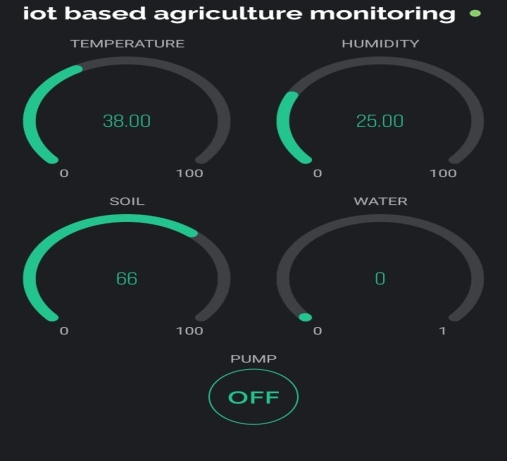 iot based agriculture monitoring
TEMPERATURE HUMIDITY
38.00 25.00
0 100 0 100
SOIL WATER
66 0
0 100 0 1
PUMP
OFF